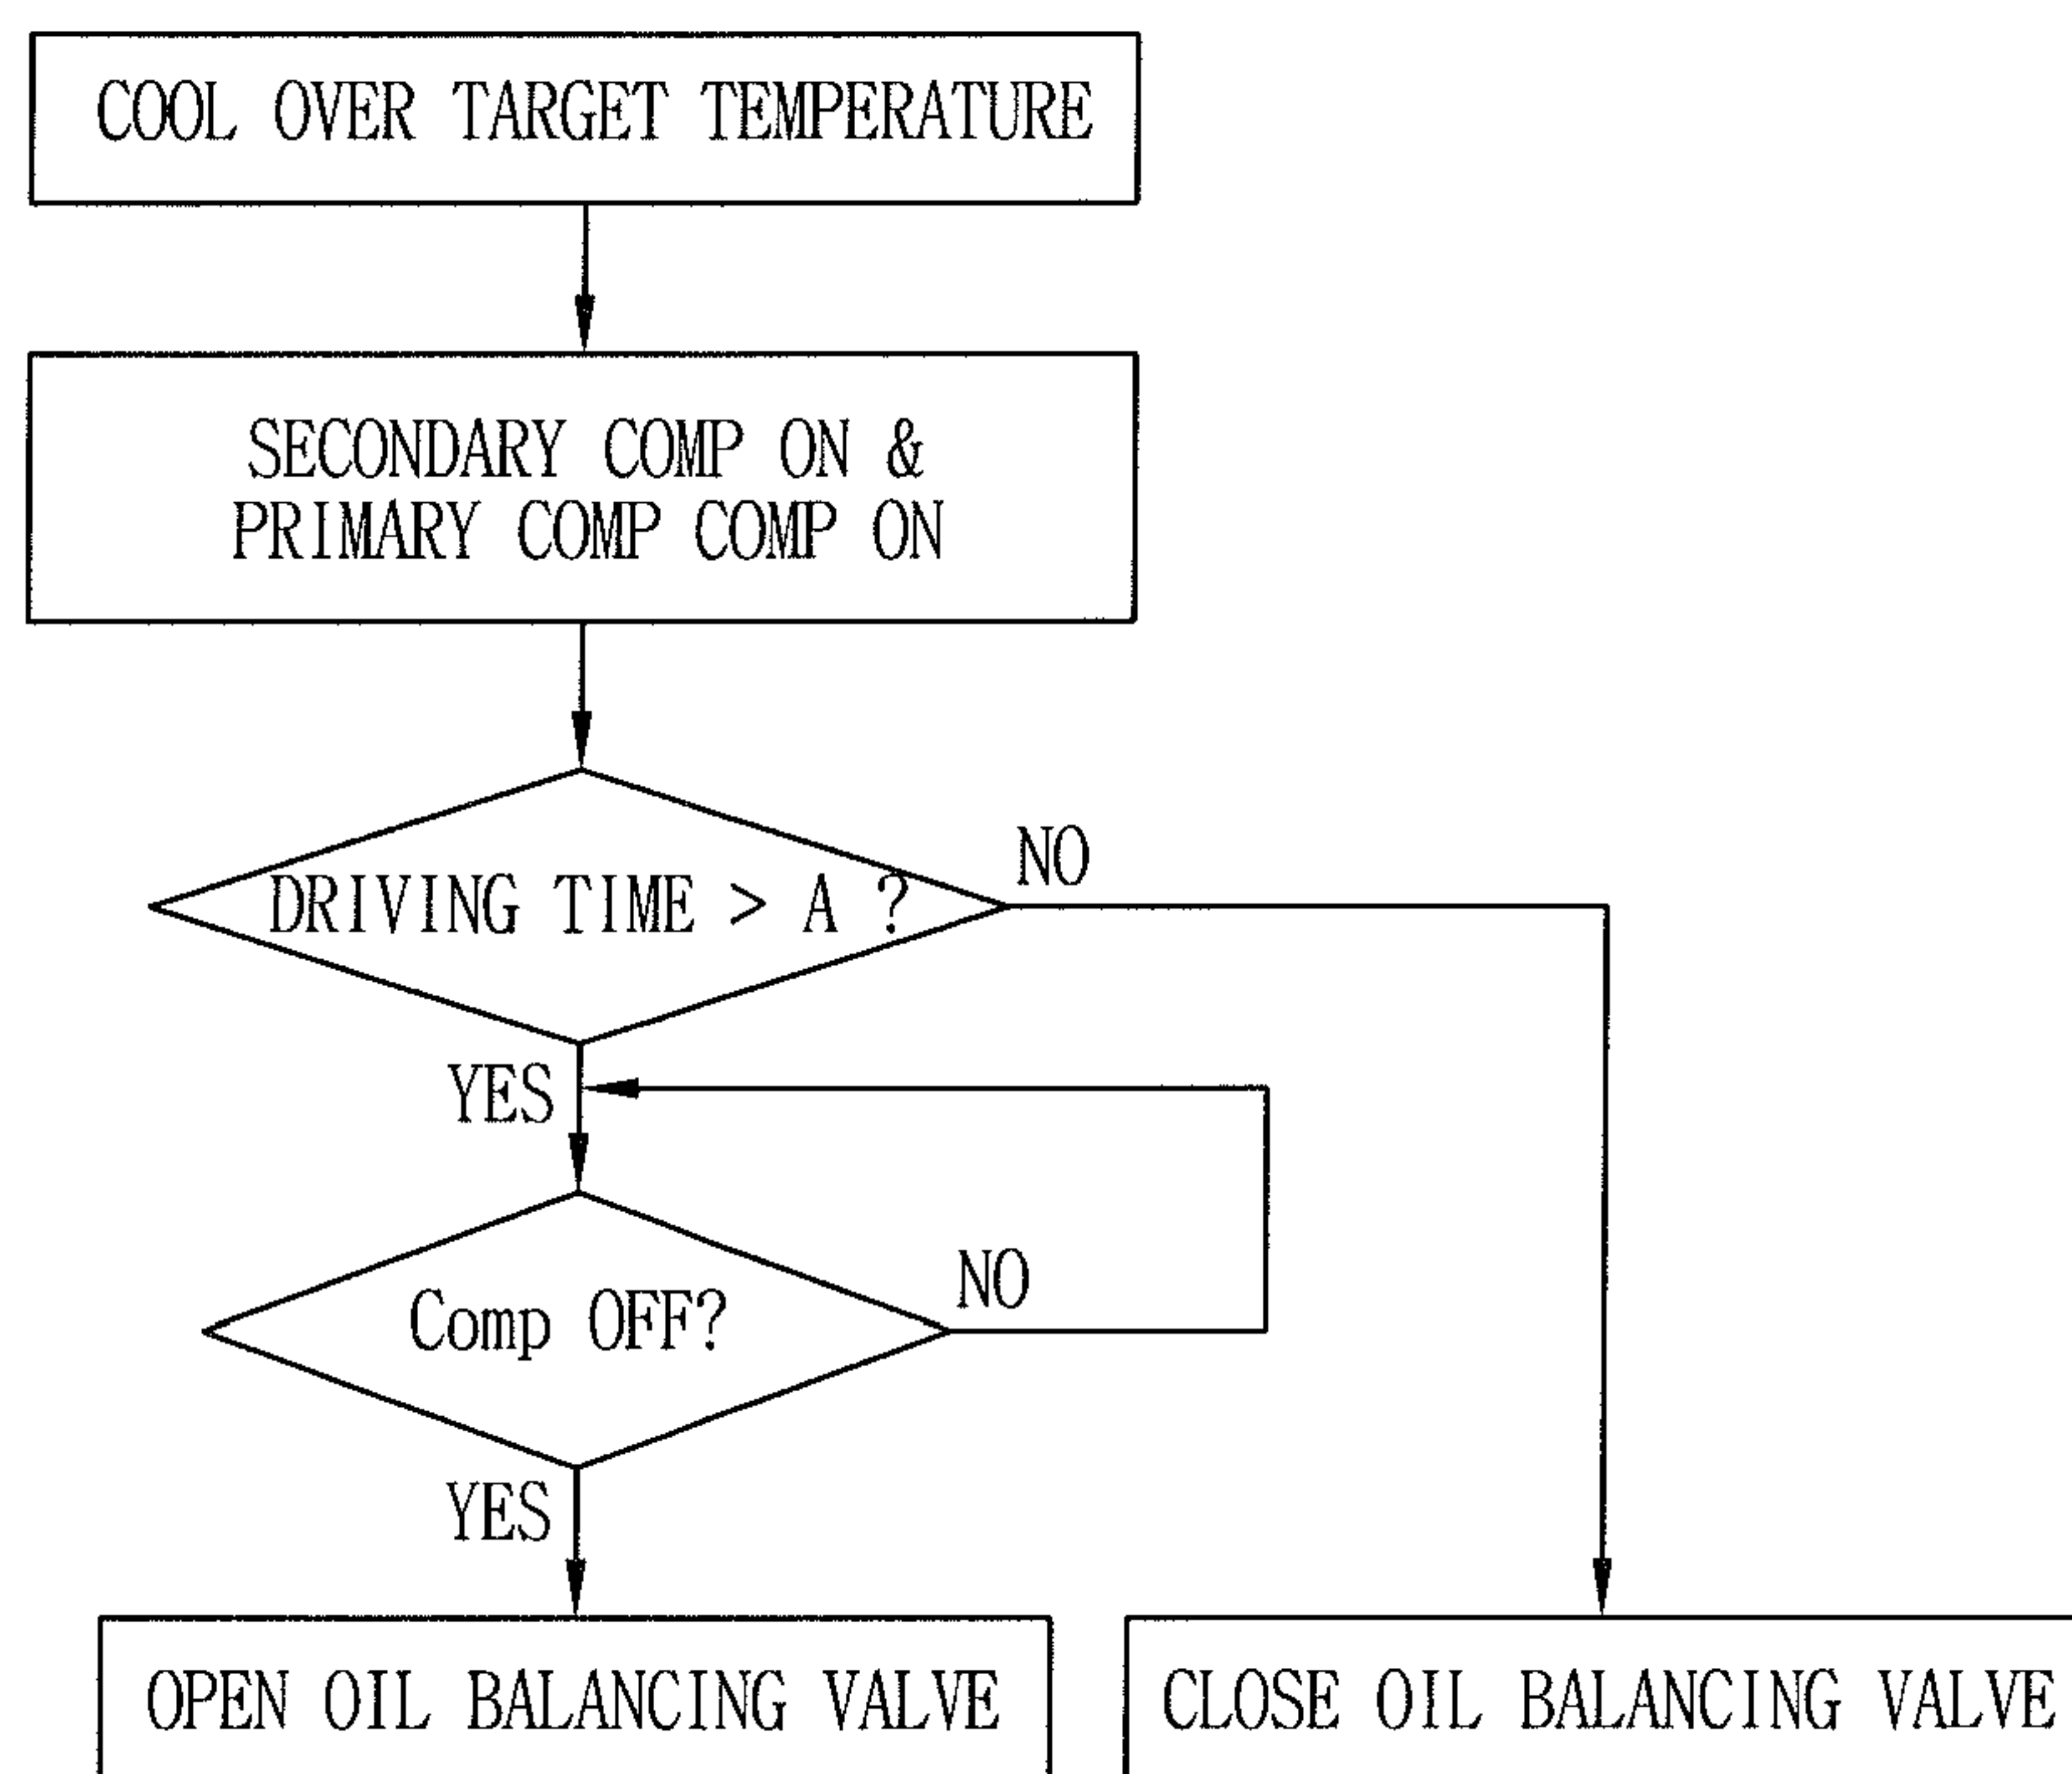 COOL OVER TARGET TEMPERATURE
SECONDARY COMP ON &
PRIMARY COMP COMP ON
DRIVING TIME > A ?
NO
YES
Comp OFF?
NO
YES
OPEN OIL BALANCING VALVE
CLOSE OIL BALANCING VALVE